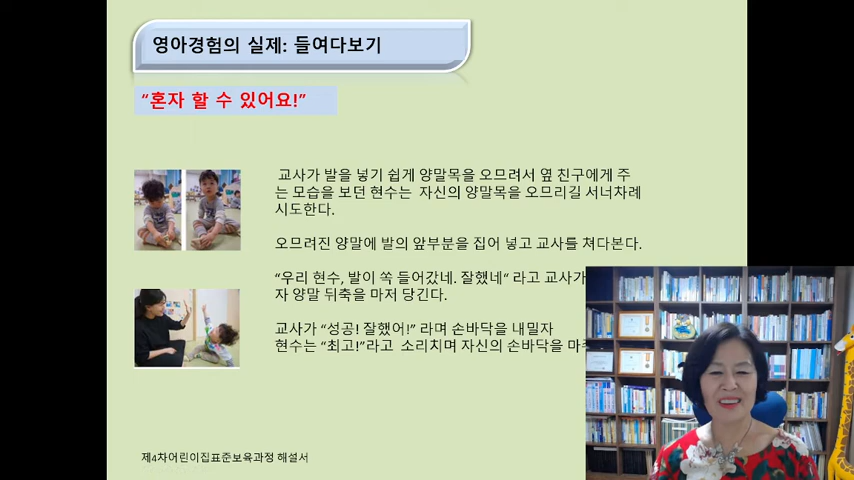 영아경험의 실제: 들여다보기
“혼자 할 수 있어요!”
교사가 발을 넣기 쉽게 양말목을 오므려서 옆 친구에게 주
는 모습을 보던 현수는 자신의 양말목을 오므리길 서너차례
시도한다.
오므려진 양말에 발의 앞부분을 집어 넣고 교사를 쳐다본다.
“우리 현수, 발이 쏙 들어갔네. 잘했네“ 라고 교사가
자 양말 뒤축을 마저 당긴다.
교사가 “성공! 잘했어!” 라며 손바닥을 내밀자
현수는 “최고!”라고 소리치며 자신의 손바닥을
제4차어린이집표준보육과정 해설서